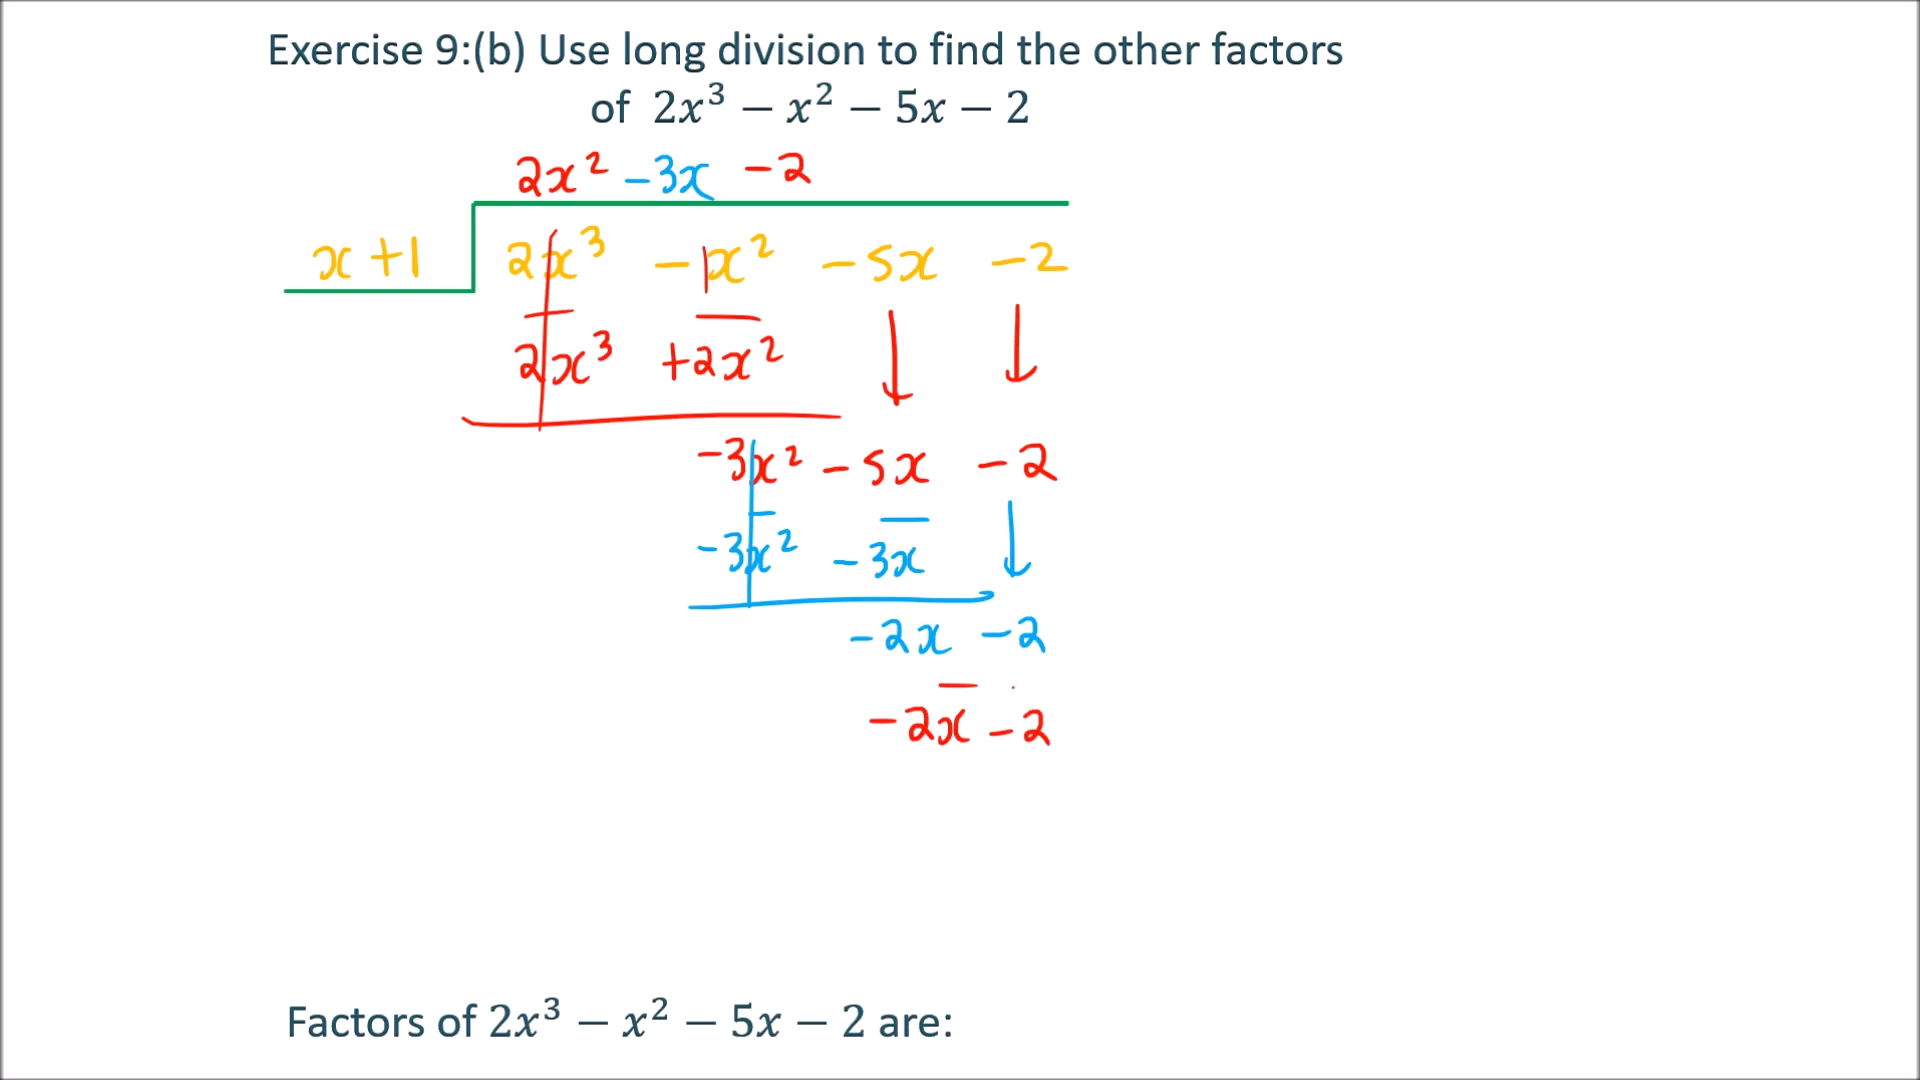 Exercise 9:(b) Use long division to find the other factors
of 2x³ − x² − 5x − 2
2x² −3x −2
x +1 2x³ −1x² −5x −2
2x³ +2x²
−3x² −5x −2
−3x² −3x
−2x −2
−2x −2
Factors of 2x³ − x² − 5x − 2 are: